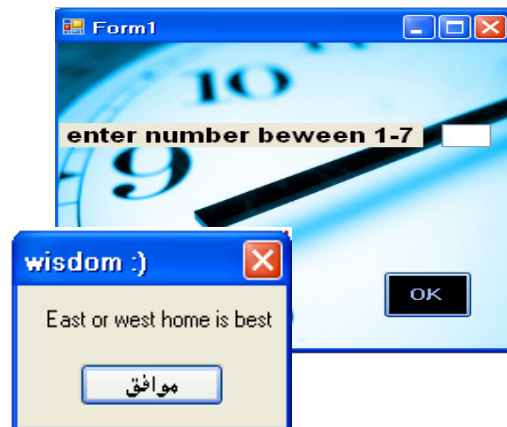 Form1
10
enter number beween 1-7
9
OK
wisdom :)
East or west home is best
موافق